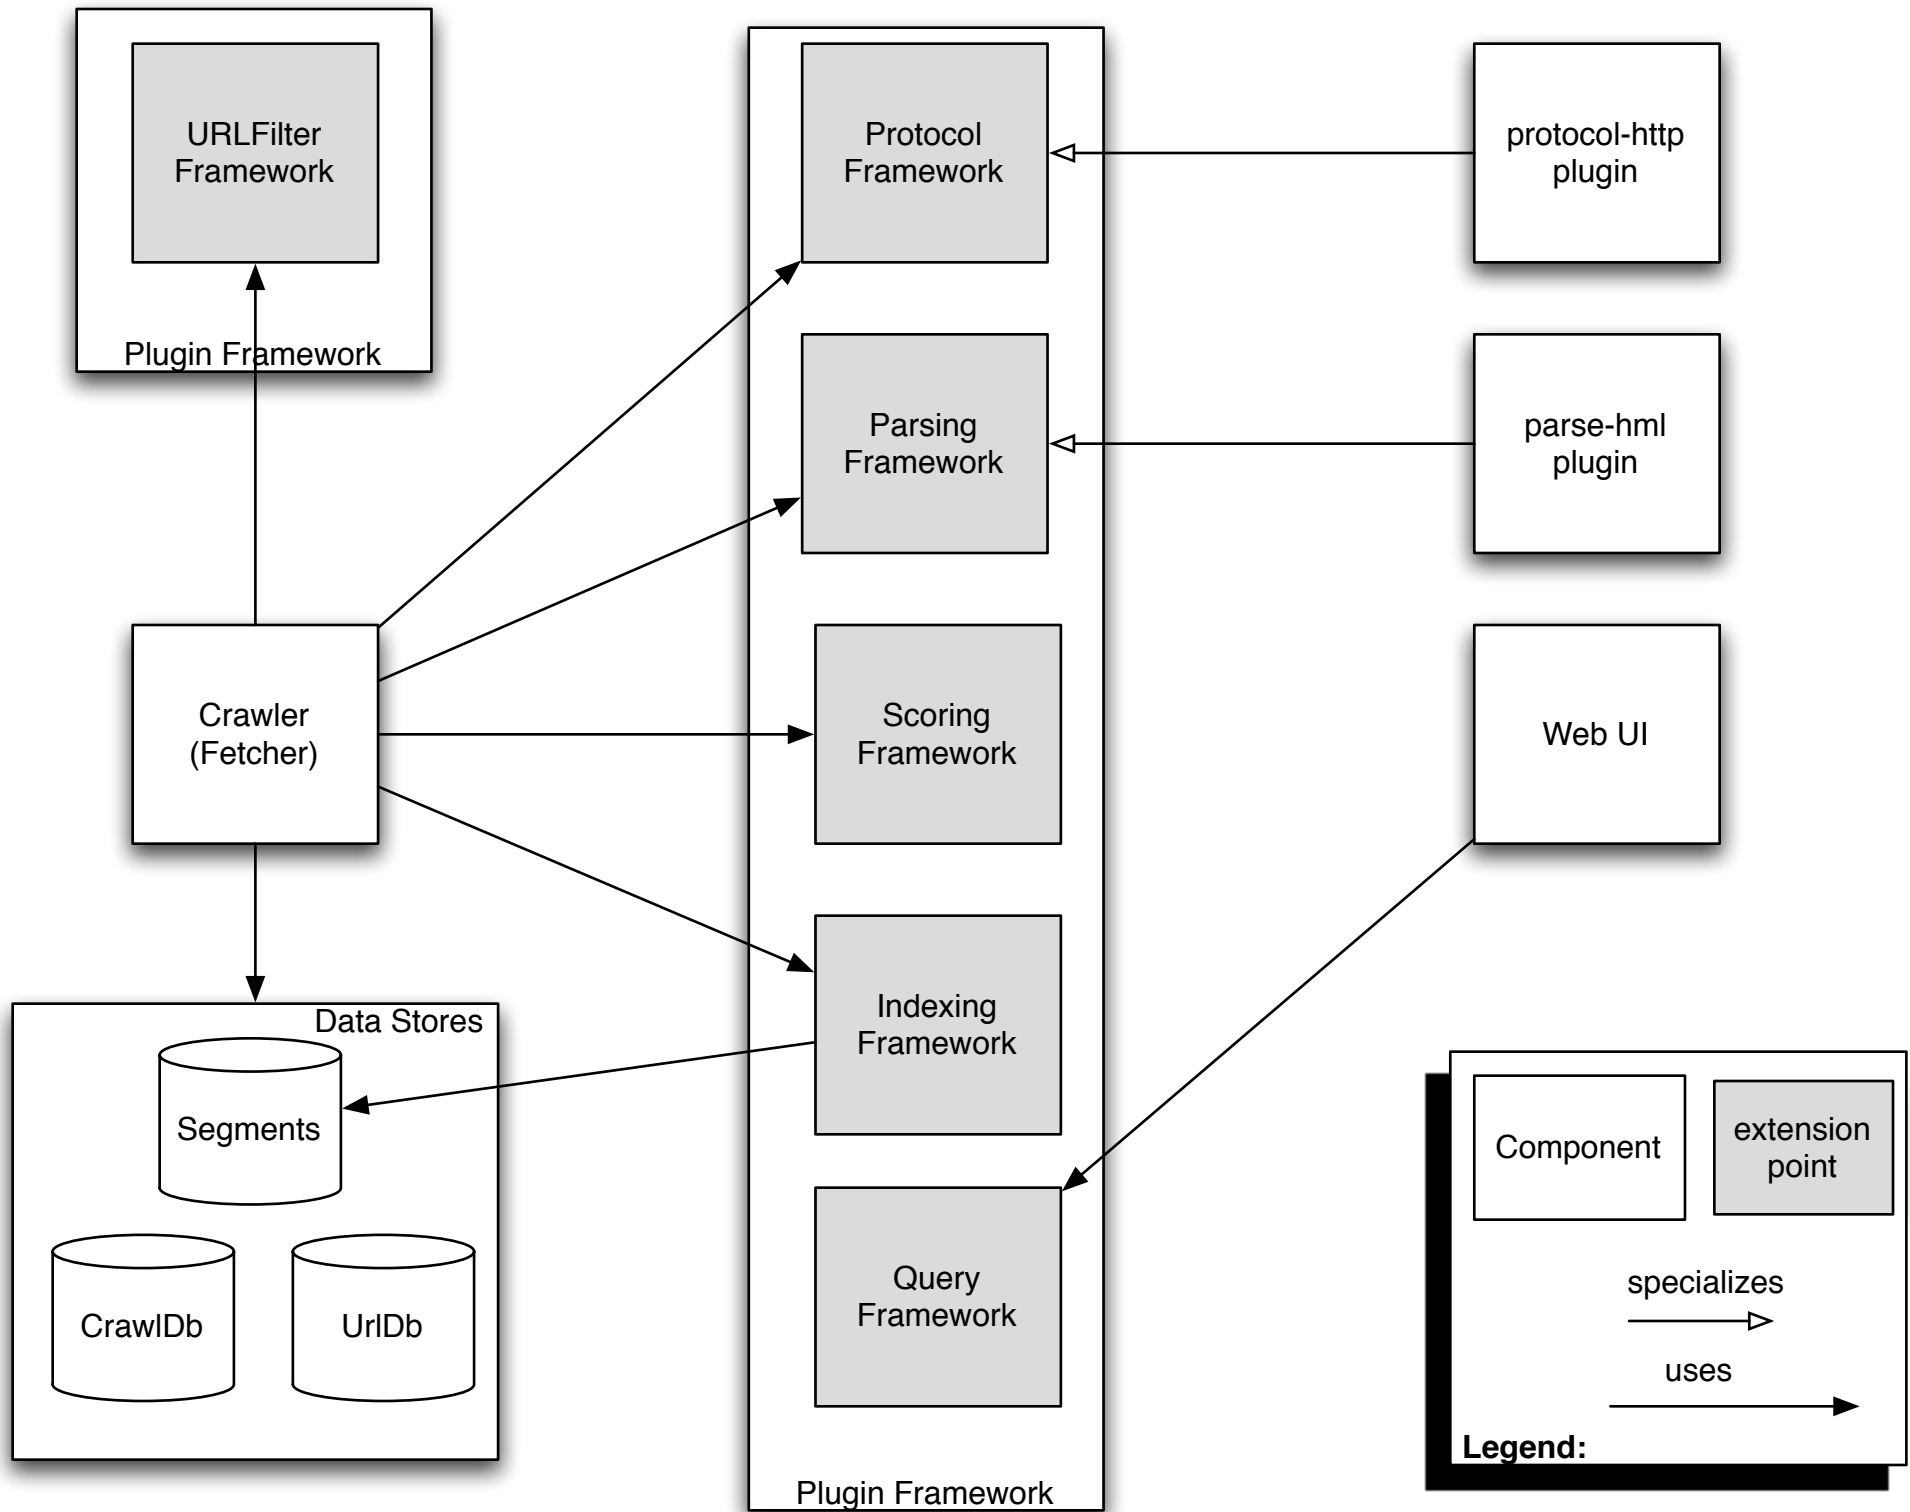 URLFilter
Framework
Plugin Framework
Protocol
Framework
protocol-http
plugin
Parsing
Framework
parse-hml
plugin
Crawler
(Fetcher)
Scoring
Framework
Web UI
Data Stores
Segments
CrawlDb
UrlDb
Indexing
Framework
Query
Framework
Plugin Framework
Component
extension
point
specializes
uses
Legend: